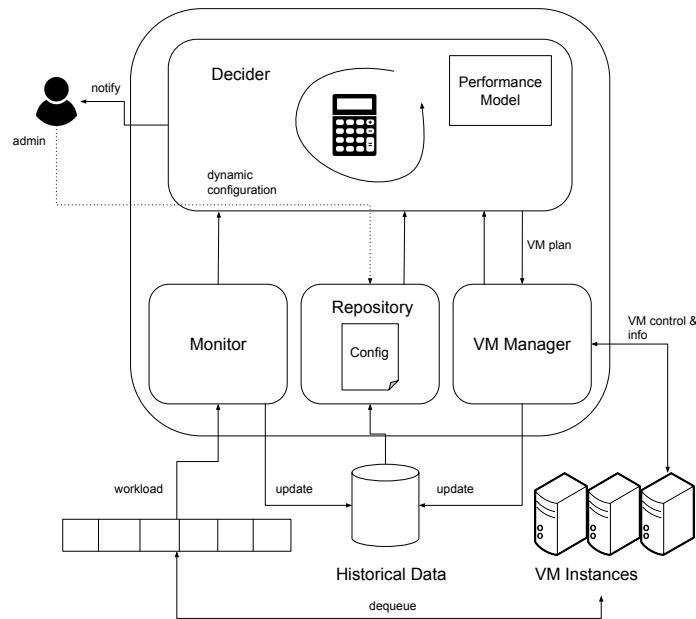 Decider
Performance
Model
notify
admin
dynamic
configuration
VM plan
Monitor
Repository
Config
VM Manager
VM control &
info
workload
update
update
Historical Data
VM Instances
dequeue